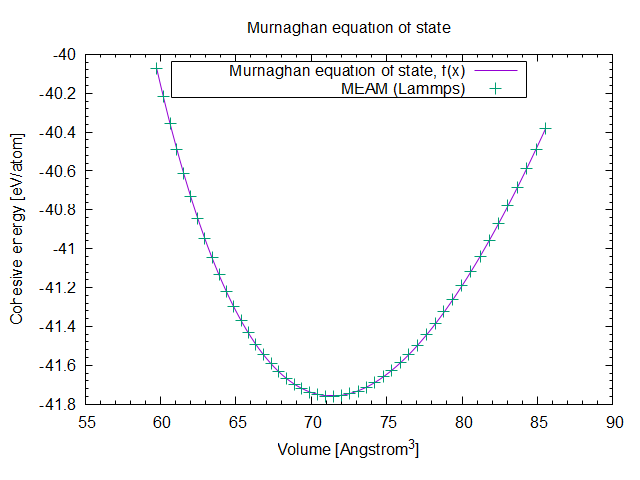 Murnaghan equation of state
Murnaghan equation of state, f(x)
MEAM (Lammps)
Cohesive energy [eV/atom]
-40
-40.2
-40.4
-40.6
-40.8
-41
-41.2
-41.4
-41.6
-41.8
55 60 65 70 75 80 85 90
Volume [Angstrom³]